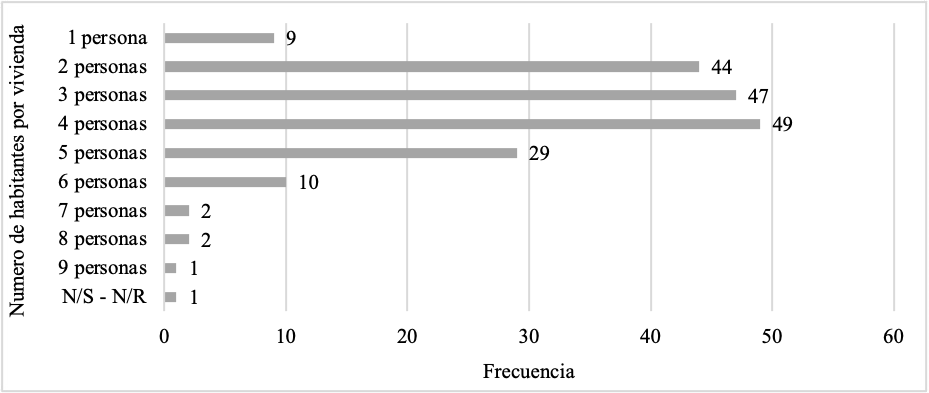 Numero de habitantes por vivienda
1 persona 9
2 personas 44
3 personas 47
4 personas 49
5 personas 29
6 personas 10
7 personas 2
8 personas 2
9 personas 1
N/S - N/R 1
0 10 20 30 40 50 60
Frecuencia